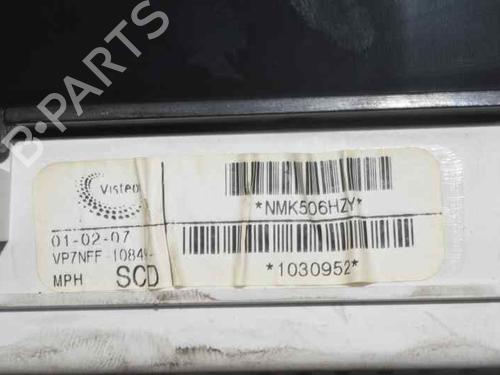 B-PARTS
Visteo
*NMK506HZY*
01-02-07
VP7NFF 10849-
MPH SCD
*1030952*